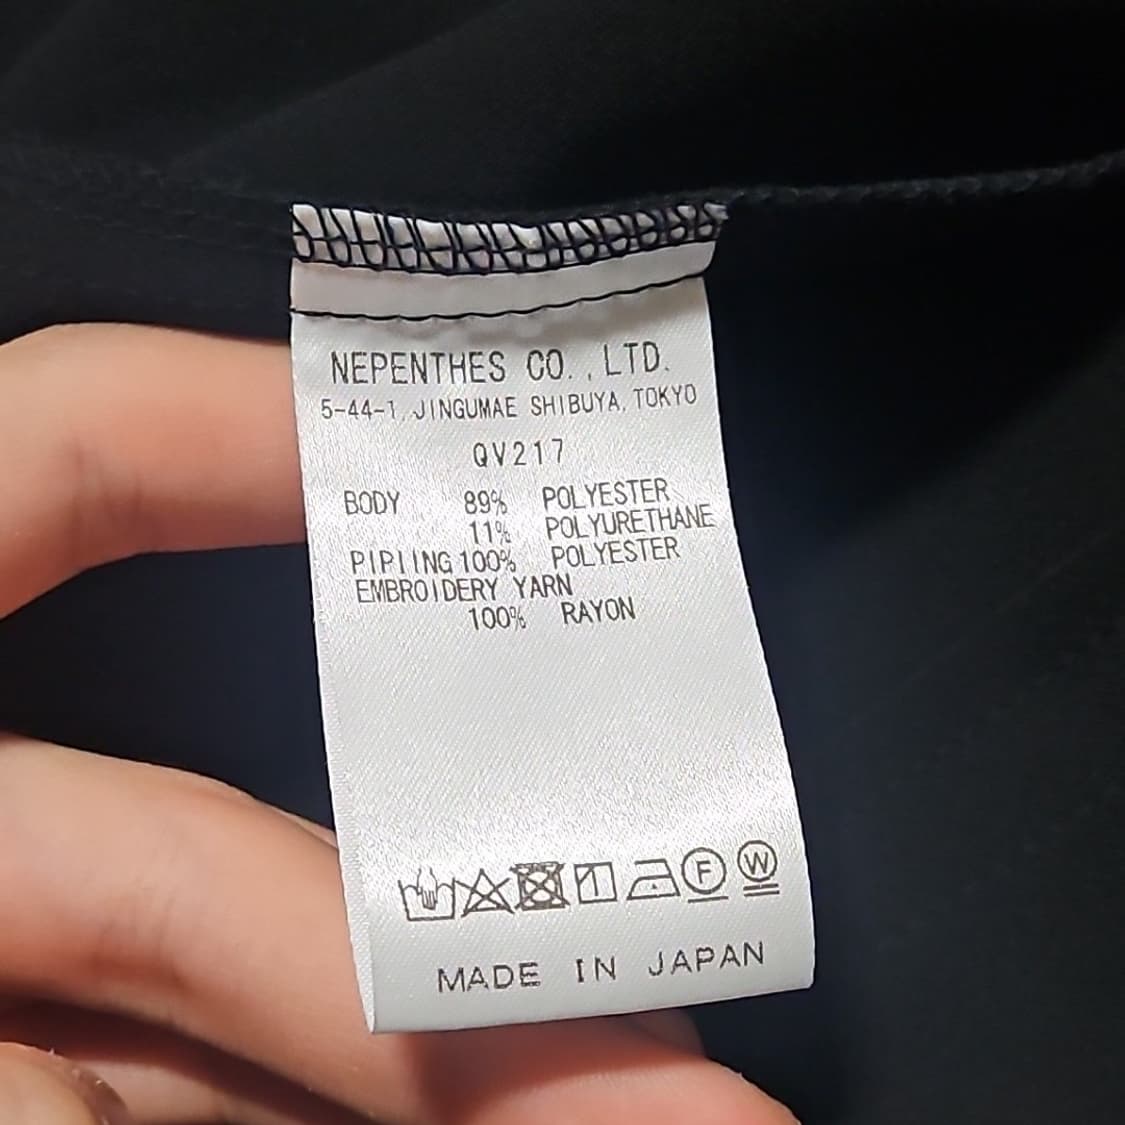 NEPENTHES CO.,LTD.
5-44-1, JINGUMAE SHIBUYA, TOKYO
QV217
BODY 89% POLYESTER
11% POLYURETHANE
PIPIING 100% POLYESTER
EMBROIDERY YARN
100% RAYON
F W
MADE IN JAPAN